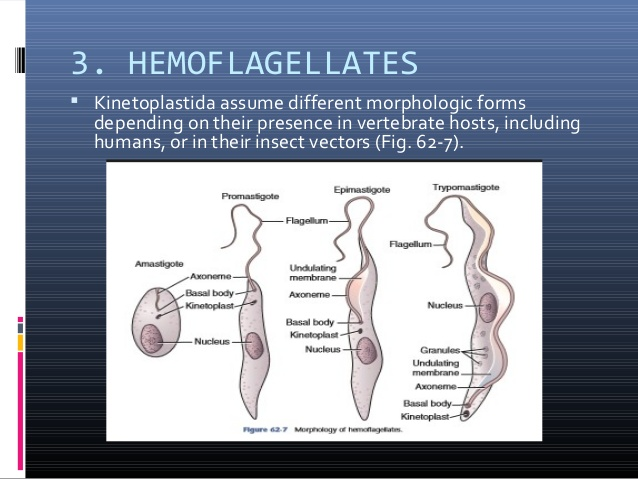 3. HEMOFLAGELLATES
Kinetoplastida assume different morphologic forms
depending on their presence in vertebrate hosts, including
humans, or in their insect vectors (Fig. 62-7).
Promastigote
Epimastigote
Trypomastigote
Flagellum
Flagellum
Amastigote
Axoneme
Basal body
Kinetoplast
Nucleus
Undulating
membrane
Axoneme
Basal body
Kinetoplast
Nucleus
Nucleus
Granules
Undulating
membrane
Axoneme
Basal body
Kinetoplast
Figure 62-7 Morphology of hemoflagellates.